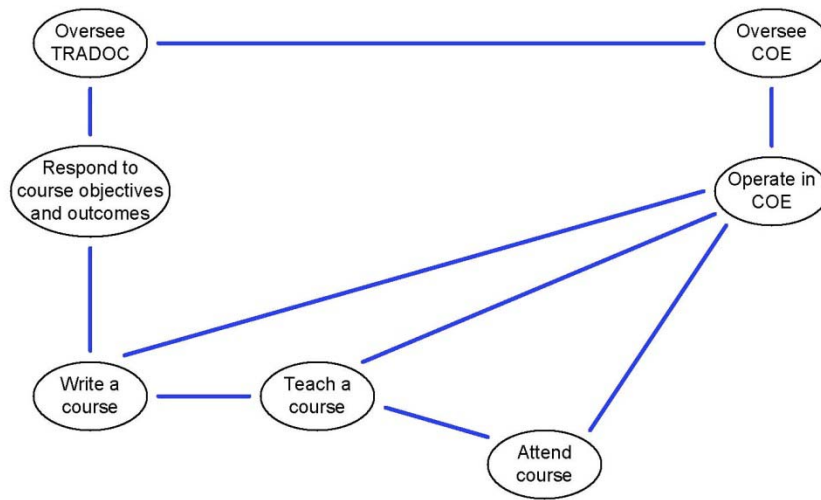 Oversee
TRADOC
Oversee
COE
Respond to
course objectives
and outcomes
Operate in
COE
Write a
course
Teach a
course
Attend
course